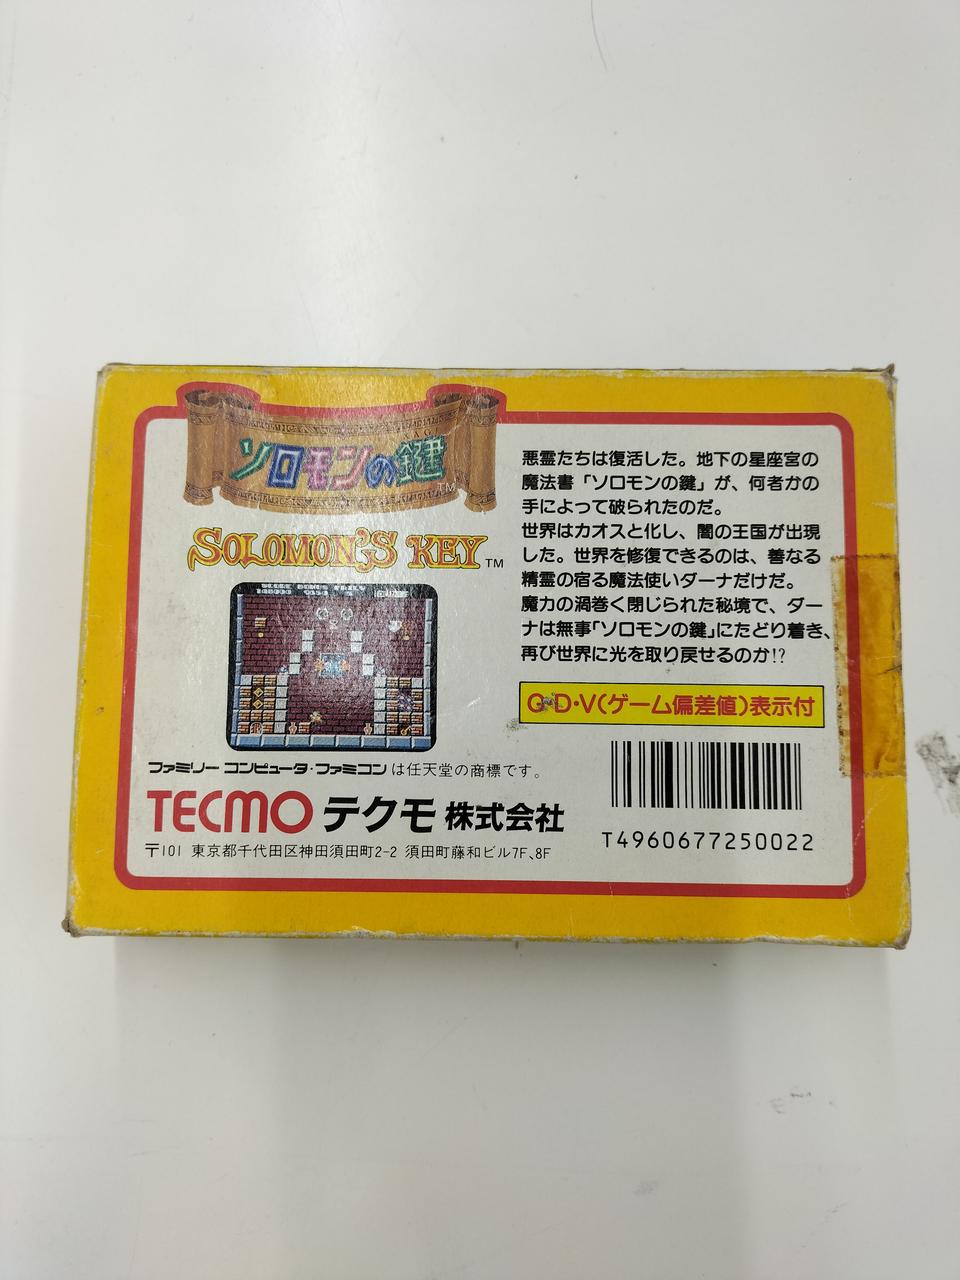 ソロモンの鍵
TM
SOLOMON'S KEY TM
悪霊たちは復活した。地下の星座宮の
魔法書「ソロモンの鍵」が、何者かの
手によって破られたのだ。
世界はカオスと化し、闇の王国が出現
した。世界を修復できるのは、善なる
精霊の宿る魔法使いダーナだけだ。
魔力の渦巻く閉じられた秘境で、ダー
ナは無事「ソロモンの鍵」にたどり着き、
再び世界に光を取り戻せるのか!?
G・D・V(ゲーム偏差値)表示付
ファミリーコンピュータ・ファミコンは任天堂の商標です。
TECMO テクモ 株式会社
〒101 東京都千代田区神田須田町2-2 須田町藤和ビル7F、8F
T4960677250022